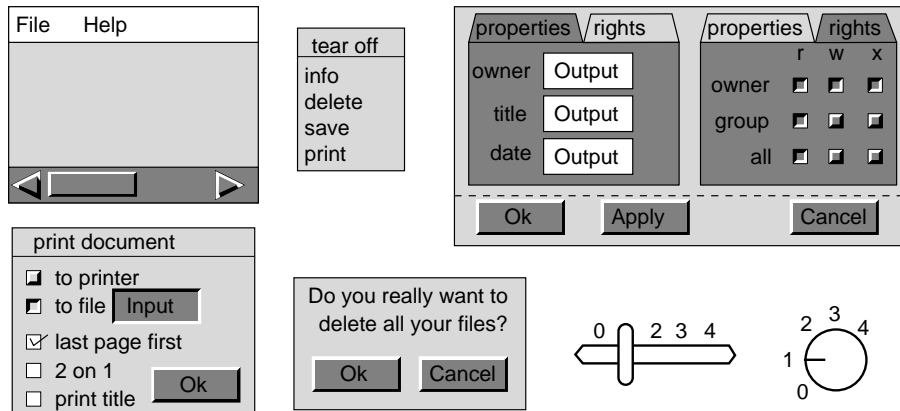 File Help
tear off
info
delete
save
print
properties rights
owner Output
title Output
date Output
properties rights
r w x
owner
group
all
Ok Apply Cancel
print document
to printer
to file Input
last page first
2 on 1
print title
Ok
Do you really want to
delete all your files?
Ok Cancel
0 2 3 4
0 1 2 3 4